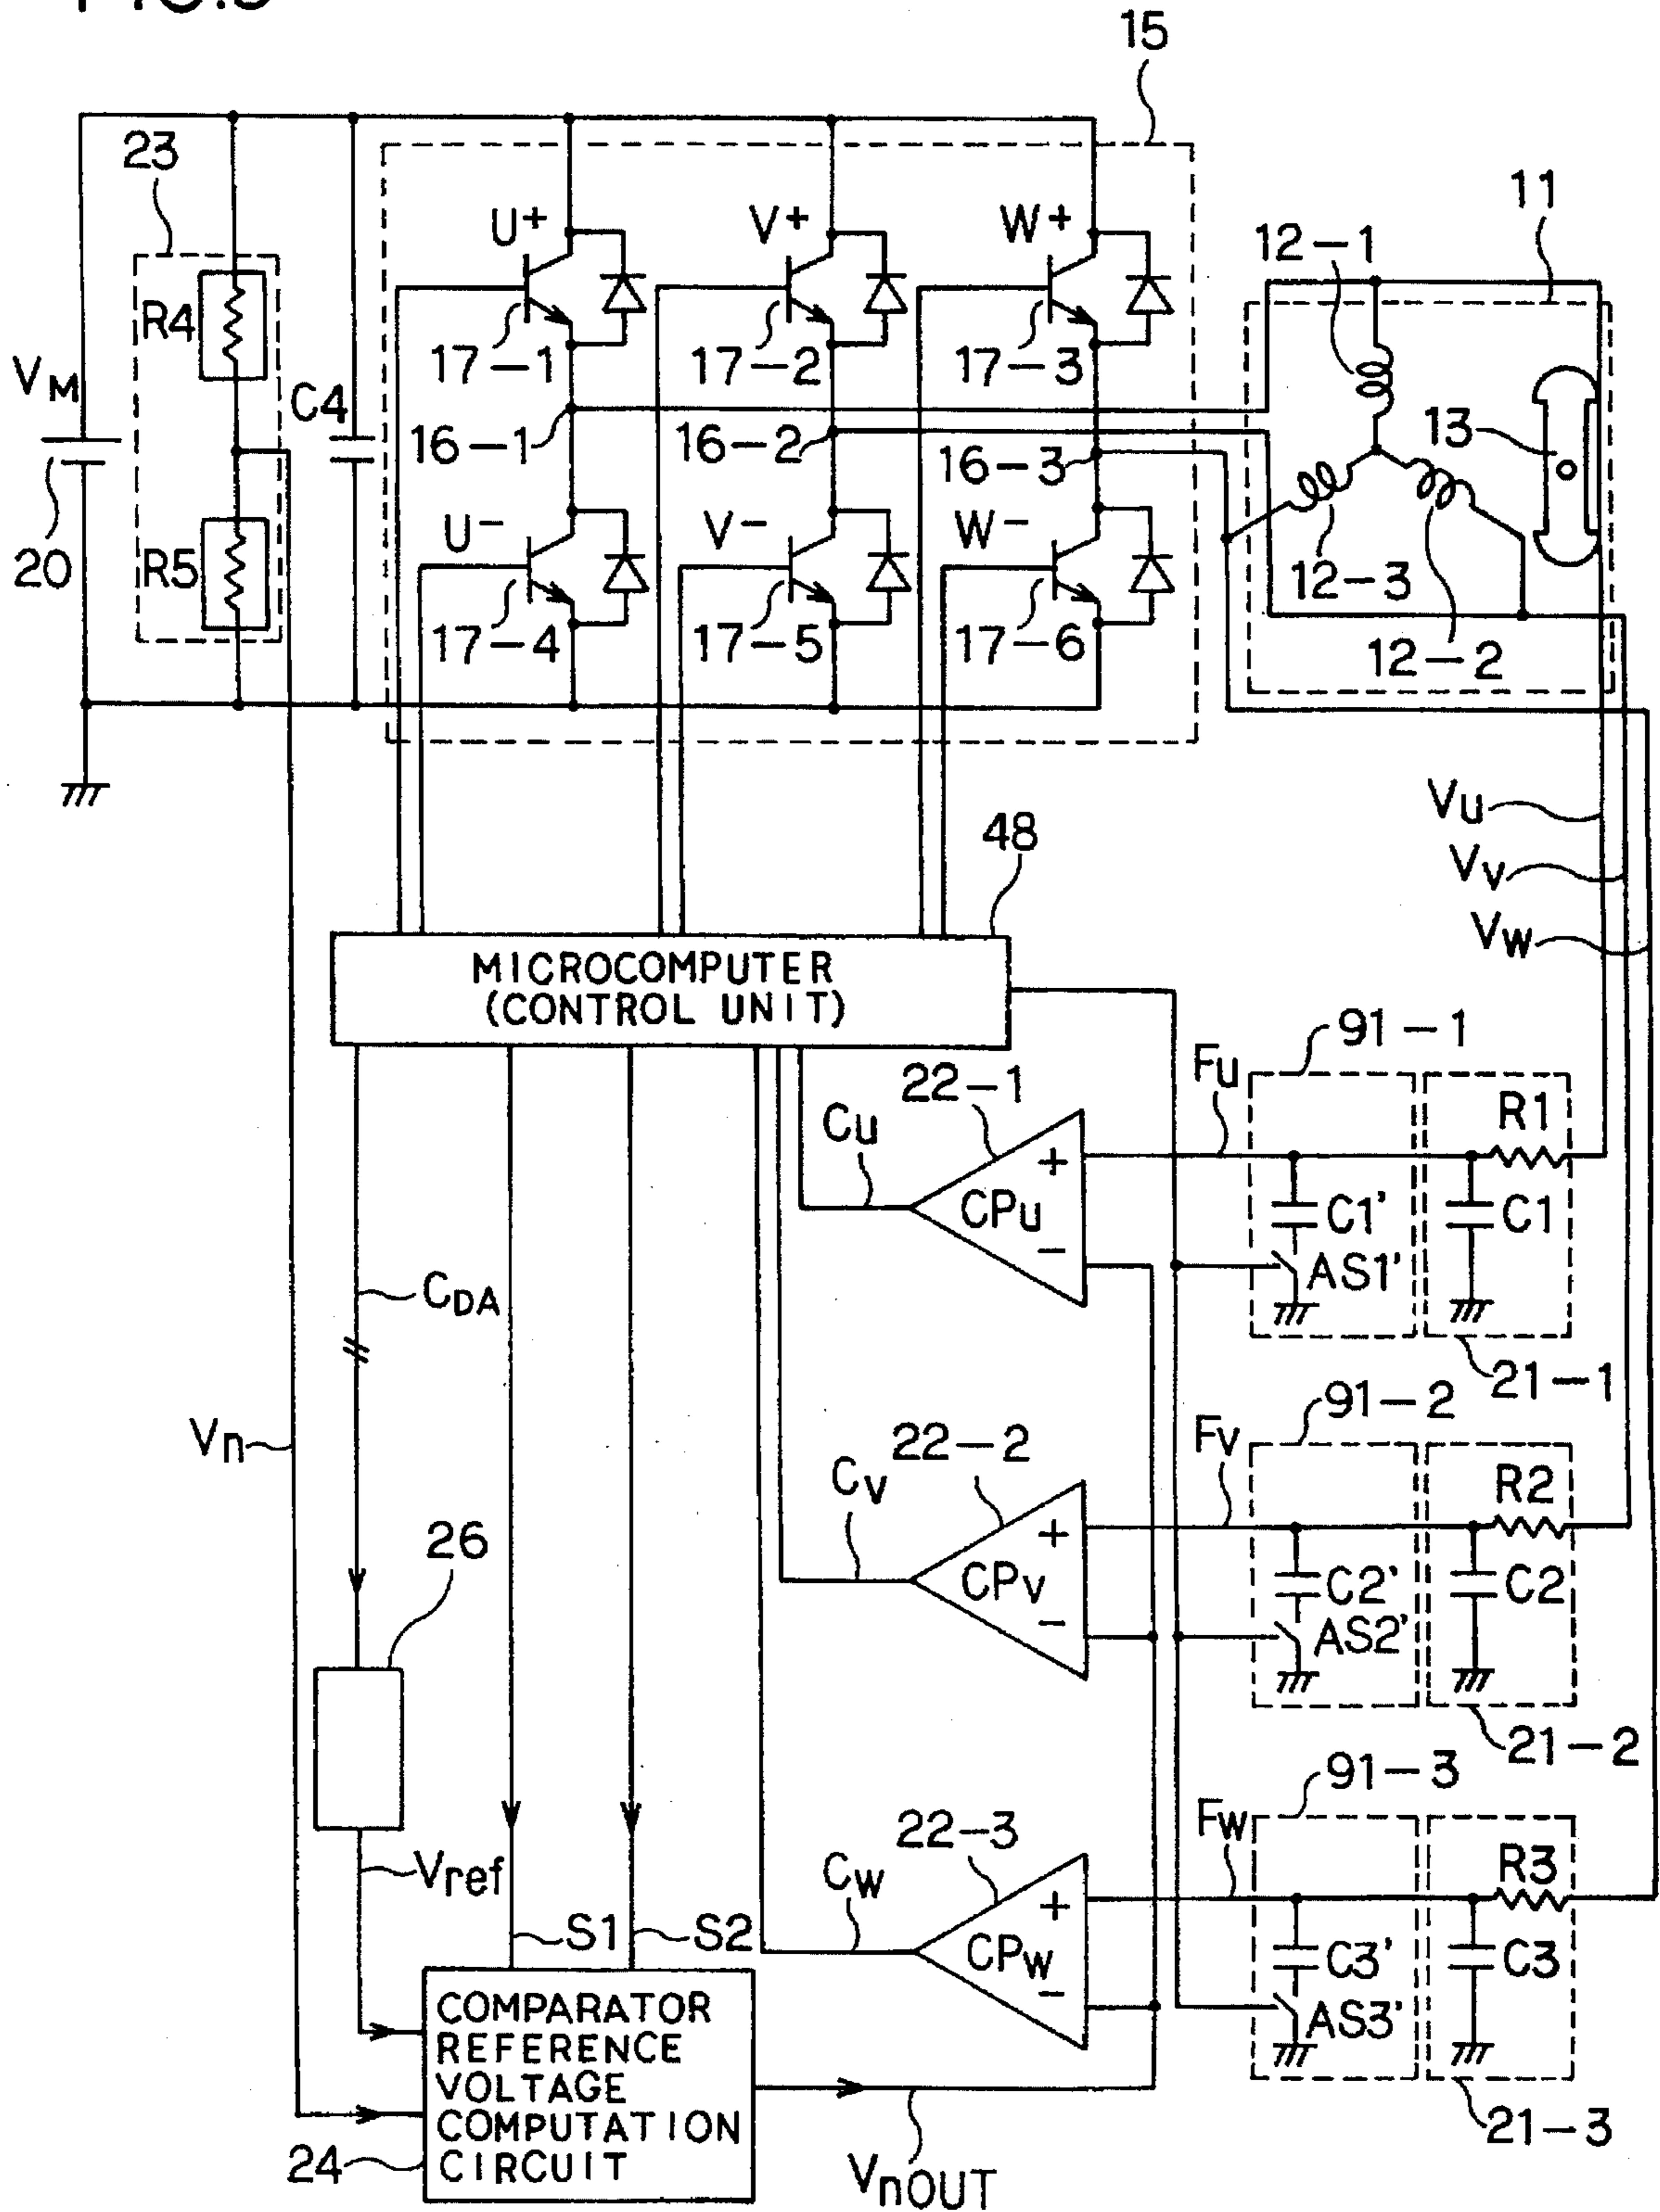 15
23
11
U+
V+
W+
12-1
R4
17-1
17-2
17-3
VM
C4
13
16-1
16-2
16-3
U-
V-
W-
20
R5
12-3
17-4
17-5
17-6
12-2
Vu
48
Vv
Vw
MICROCOMPUTER
(CONTROL UNIT)
91-1
Fu
22-1
R1
Cu
+
CPu
-
C1'
C1
AS1'
CDA
21-1
91-2
Vn
22-2
Fv
R2
Cv
+
26
CPv
-
C2'
C2
AS2'
21-2
91-3
22-3
Fw
R3
Vref
Cw
+
S1
S2
CPw
-
C3'
C3
AS3'
COMPARATOR
REFERENCE
VOLTAGE
COMPUTATION
CIRCUIT
21-3
24
VnOUT